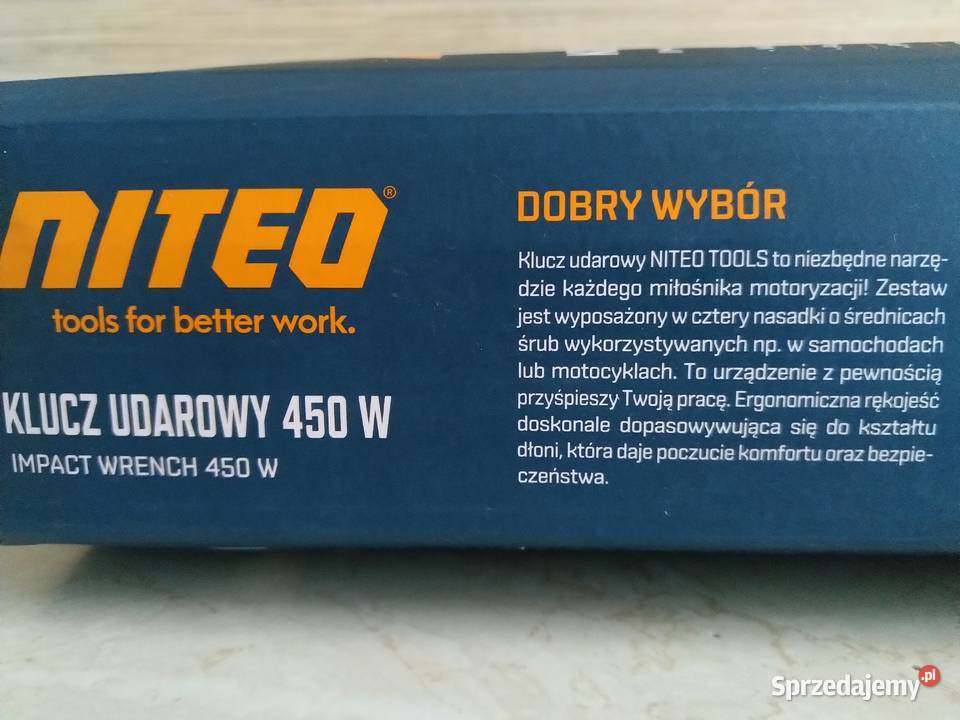 NITEO®
tools for better work.
KLUCZ UDAROWY 450 W
IMPACT WRENCH 450 W
DOBRY WYBÓR
Klucz udarowy NITEO TOOLS to niezbędne narzę-
dzie każdego miłośnika motoryzacji! Zestaw
jest wyposażony w cztery nasadki o średnicach
śrub wykorzystywanych np. w samochodach
lub motocyklach. To urządzenie z pewnością
przyśpieszy Twoją pracę. Ergonomiczna rękojeść
doskonale dopasowywująca się do kształtu
dłoni, która daje poczucie komfortu oraz bezpie-
czeństwa.
Sprzedajemy.pl